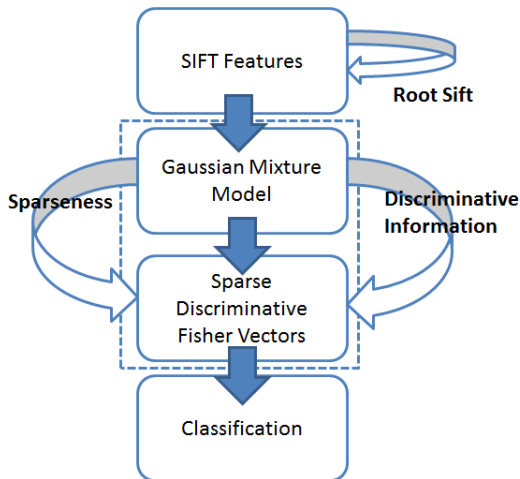 SIFT Features
Root Sift
Gaussian Mixture
Model
Sparseness
Discriminative
Information
Sparse
Discriminative
Fisher Vectors
Classification